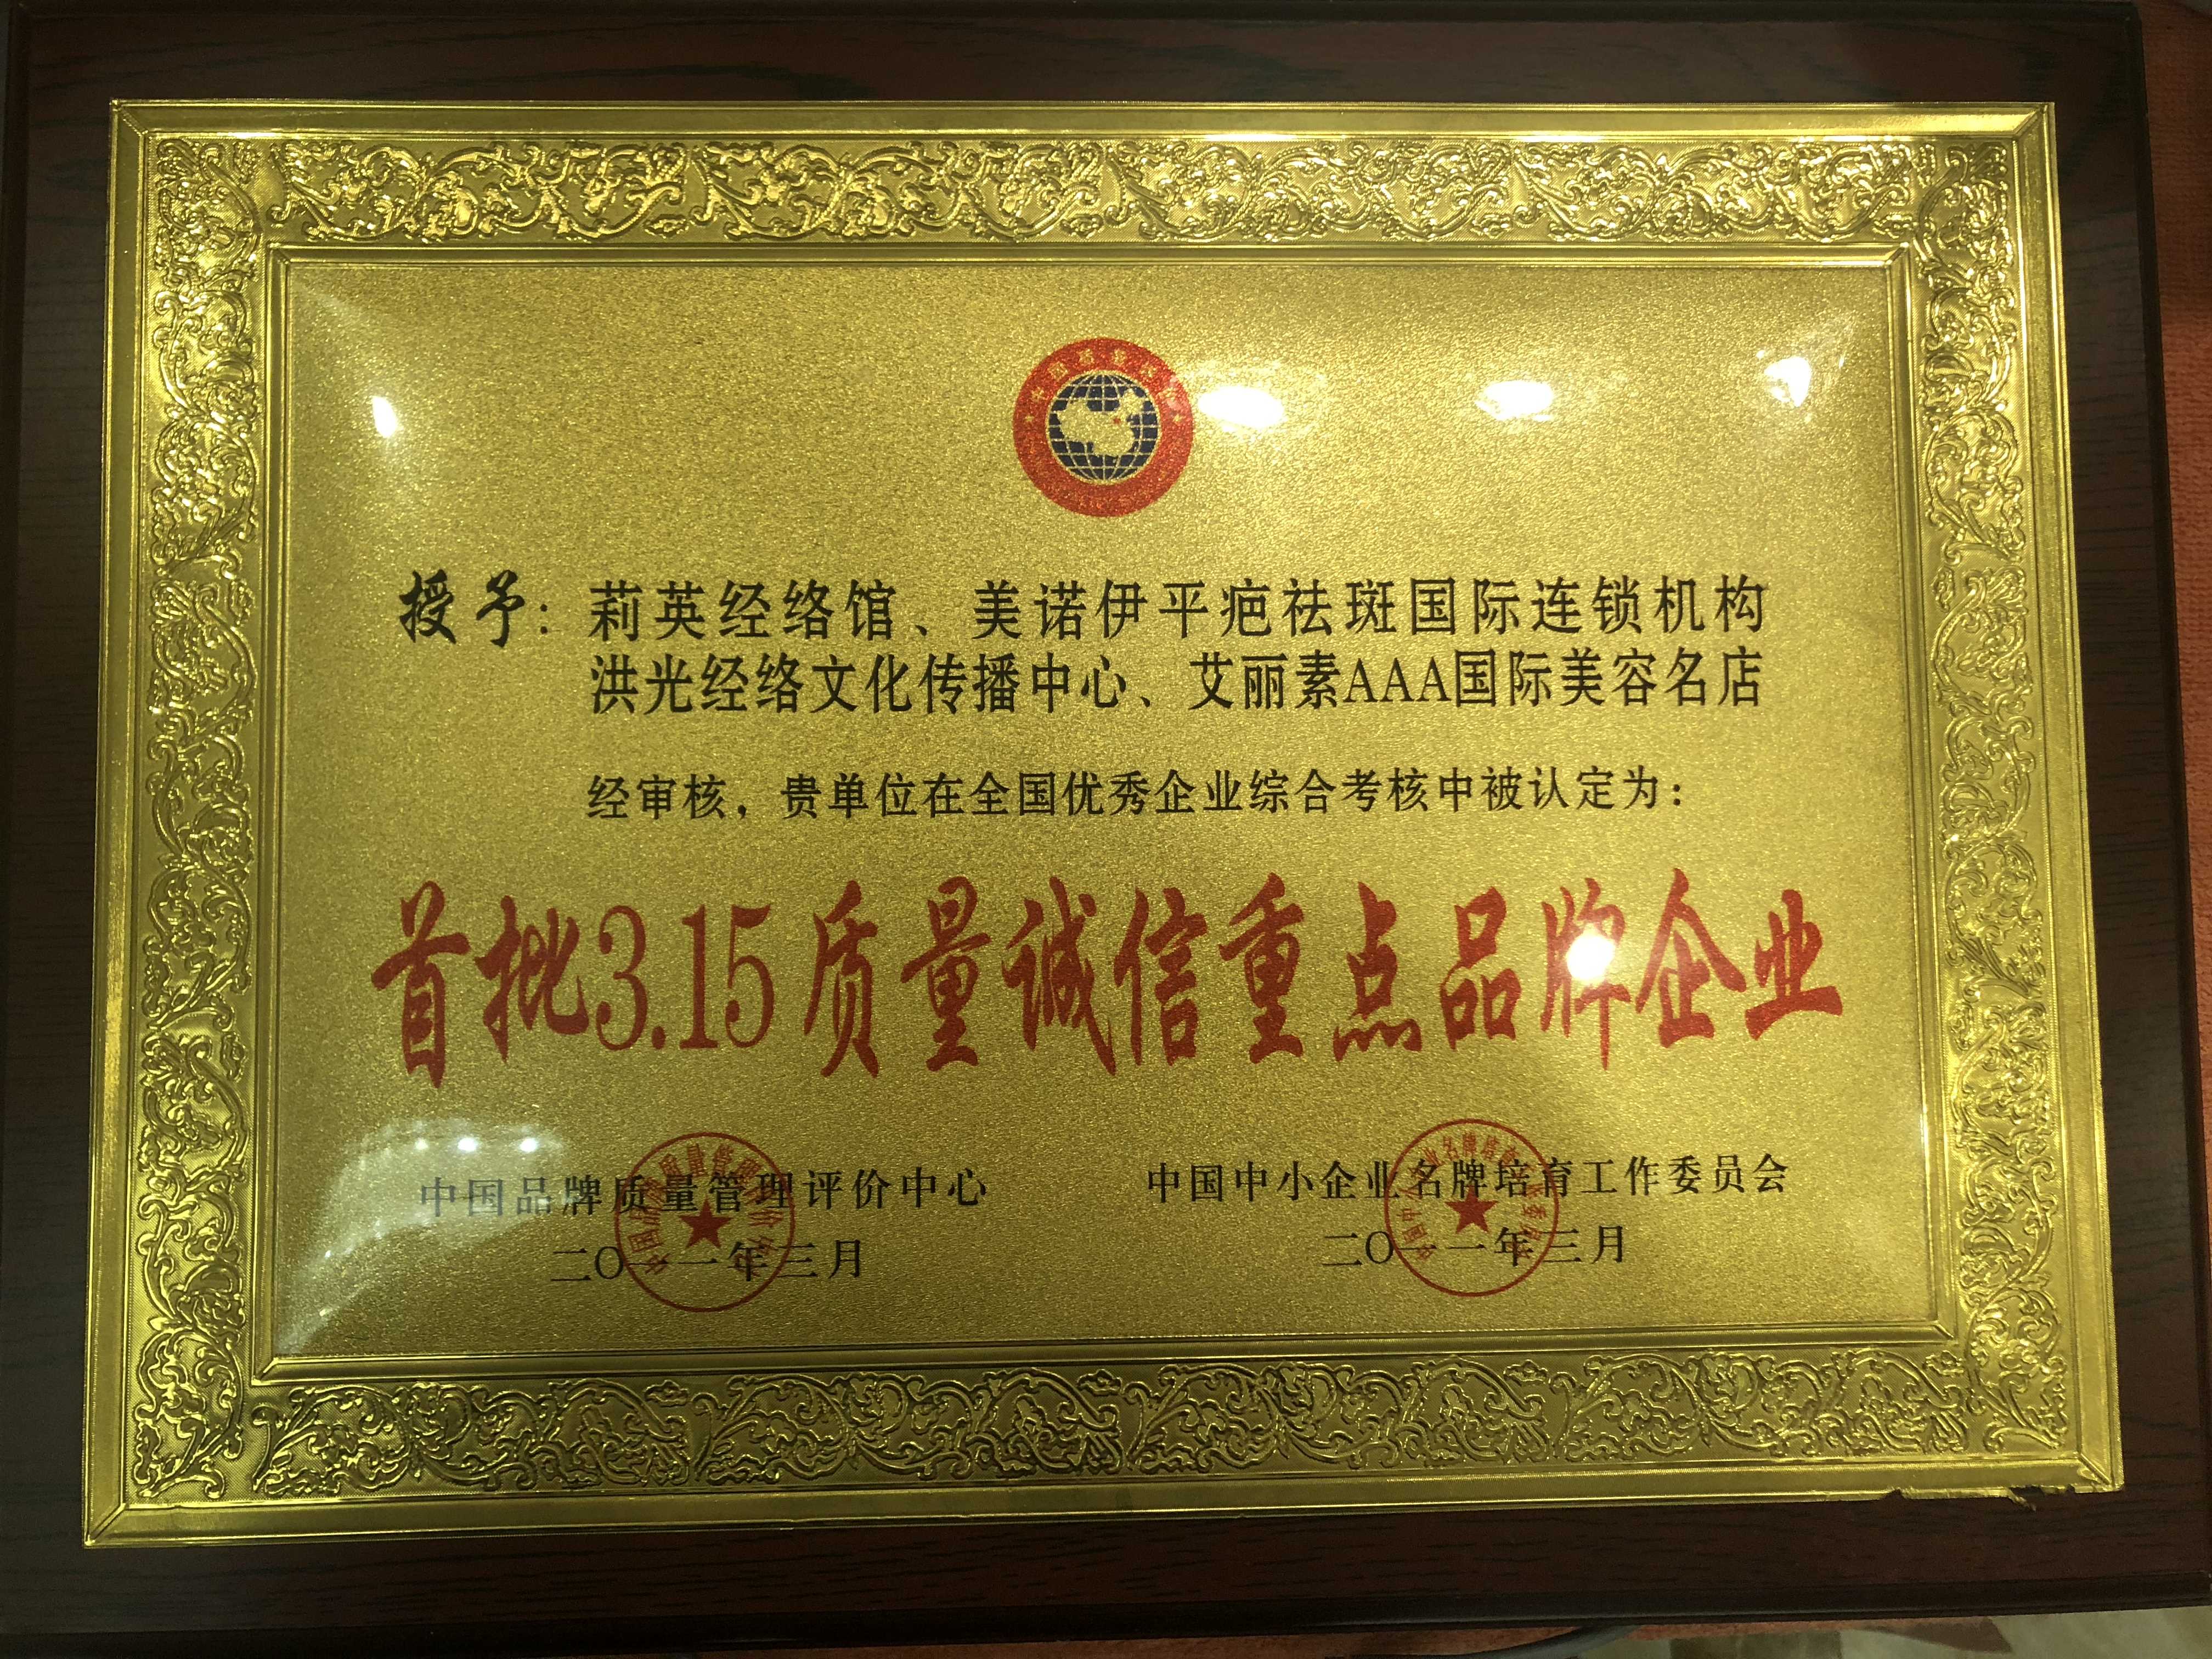 授予：莉英经络馆、美诺伊平疤祛斑国际连锁机构
洪光经络文化传播中心、艾丽素AAA国际美容名店
经审核，贵单位在全国优秀企业综合考核中被认定为：
首批3.15质量诚信重点品牌企业
中国品牌质量管理评价中心
二〇一一年三月
中国中小企业名牌培育工作委员会
二〇一一年三月